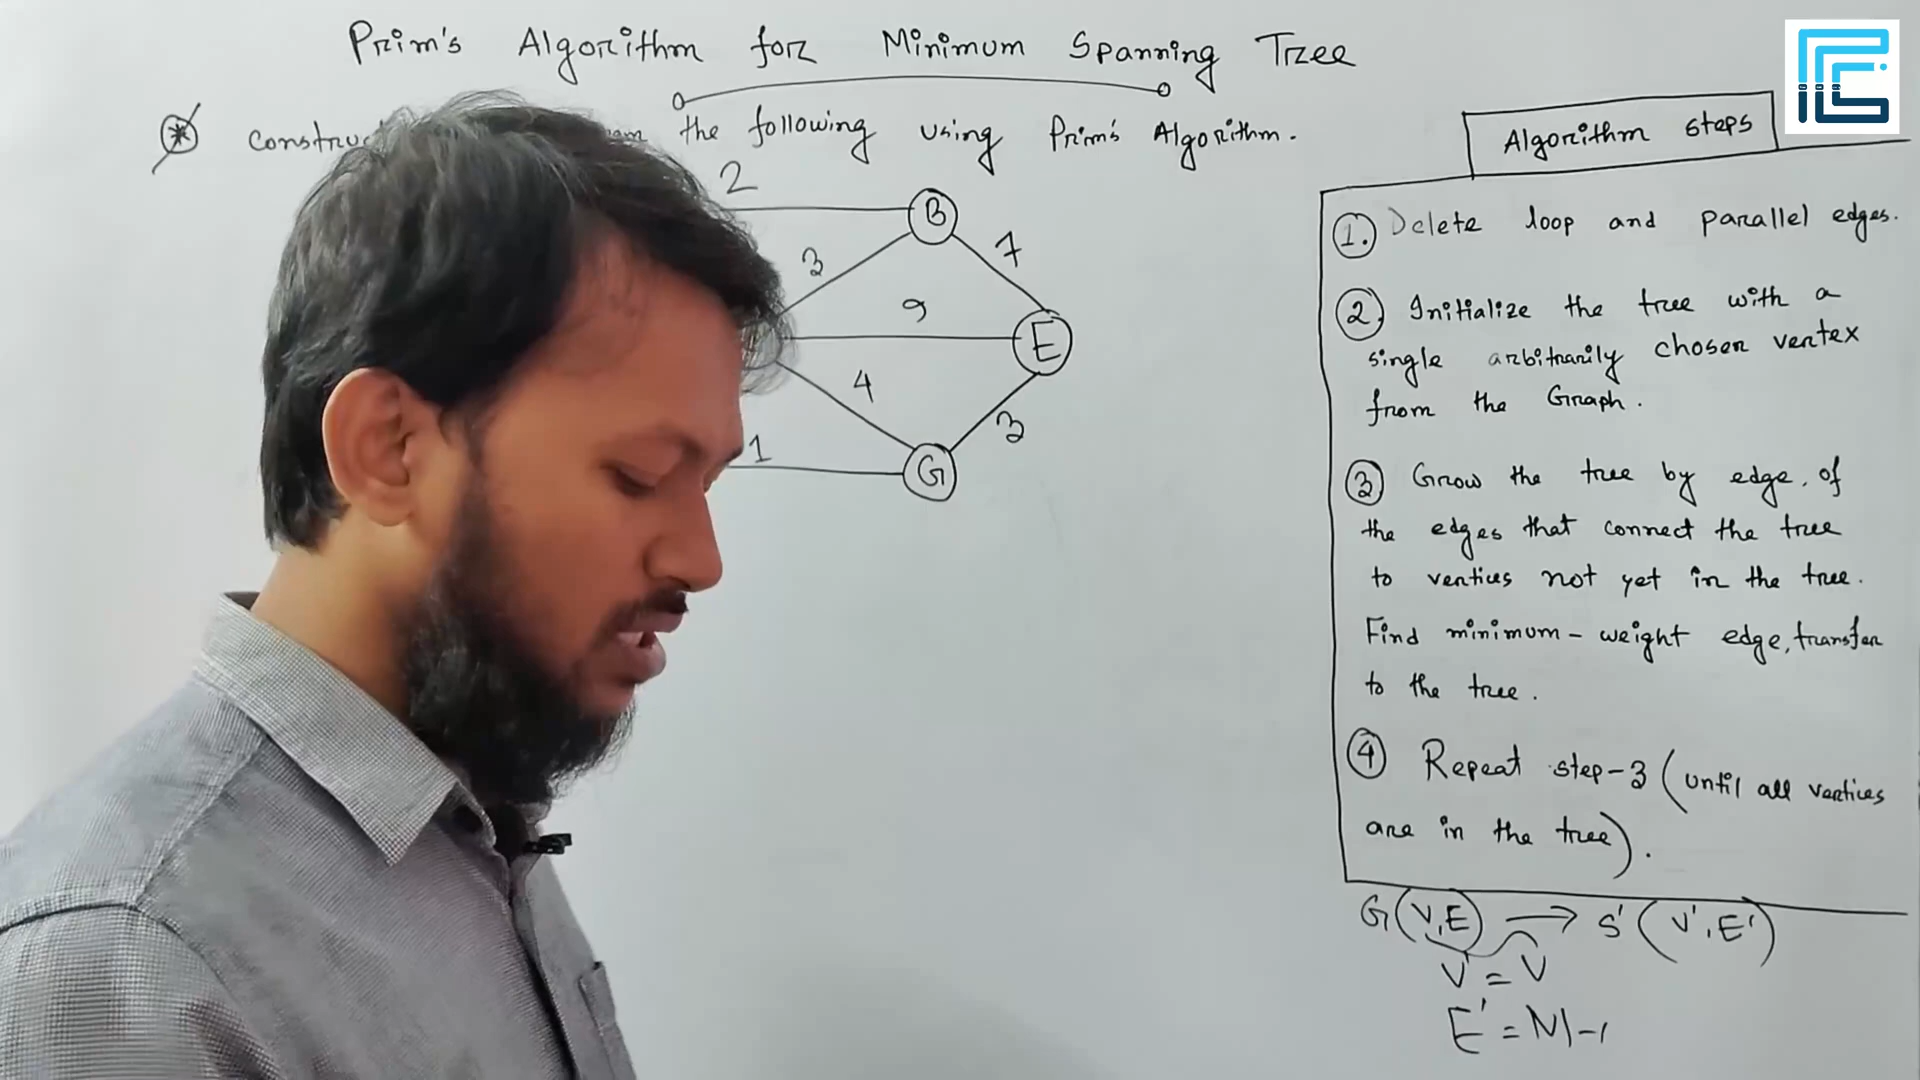 Prim's Algorithm for Minimum Spanning Tree
the following using Prim's Algorithm.
2
B
3
7
9
E
4
3
1
G
Algorithm steps
1. Delete loop and parallel edges.
2. Initialize the tree with a
single arbitrarily chosen vertex
from the Graph.
3 Grow the tree by edge, of
the edges that connect the tree
to vertices not yet in the tree.
Find minimum-weight edge, transfer
to the tree.
4 Repeat step-3 (until all vertices
are in the tree).
G(V,E) → S'(V',E')
V' = V
E' = |V|-1